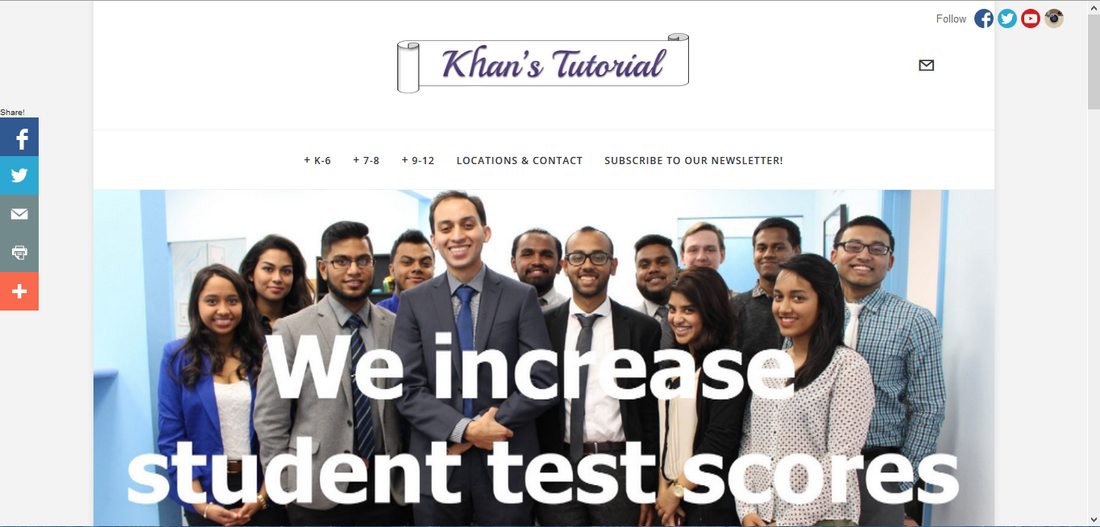 Follow
Khan's Tutorial
Share!
+ K-6 + 7-8 + 9-12 LOCATIONS & CONTACT SUBSCRIBE TO OUR NEWSLETTER!
We increase
student test scores